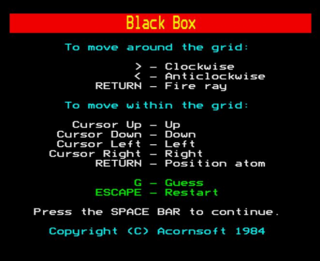 Black Box
To move around the grid:
> – Clockwise
< – Anticlockwise
RETURN – Fire ray
To move within the grid:
Cursor Up – Up
Cursor Down – Down
Cursor Left – Left
Cursor Right – Right
RETURN – Position atom
G – Guess
ESCAPE – Restart
Press the SPACE BAR to continue.
Copyright (C) Acornsoft 1984